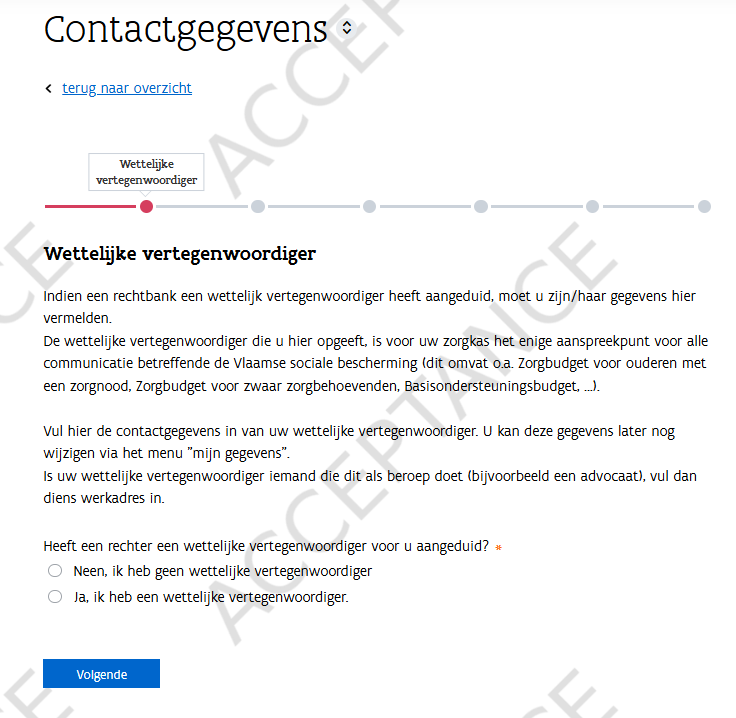 Contactgegevens
terug naar overzicht
Wettelijke
vertegenwoordiger
Wettelijke vertegenwoordiger
Indien een rechtbank een wettelijk vertegenwoordiger heeft aangeduid, moet u zijn/haar gegevens hier
vermelden.
De wettelijke vertegenwoordiger die u hier opgeeft, is voor uw zorgkas het enige aanspreekpunt voor alle
communicatie betreffende de Vlaamse sociale bescherming (dit omvat o.a. Zorgbudget voor ouderen met
een zorgnood, Zorgbudget voor zwaar zorgbehoevenden, Basisondersteuningsbudget, ...).
Vul hier de contactgegevens in van uw wettelijke vertegenwoordiger. U kan deze gegevens later nog
wijzigen via het menu "mijn gegevens".
Is uw wettelijke vertegenwoordiger iemand die dit als beroep doet (bijvoorbeeld een advocaat), vul dan
diens werkadres in.
Heeft een rechter een wettelijke vertegenwoordiger voor u aangeduid? *
Neen, ik heb geen wettelijke vertegenwoordiger
Ja, ik heb een wettelijke vertegenwoordiger.
Volgende
ACCEP
CE
ACCEPTANCE
CE
ACCEPTANCE